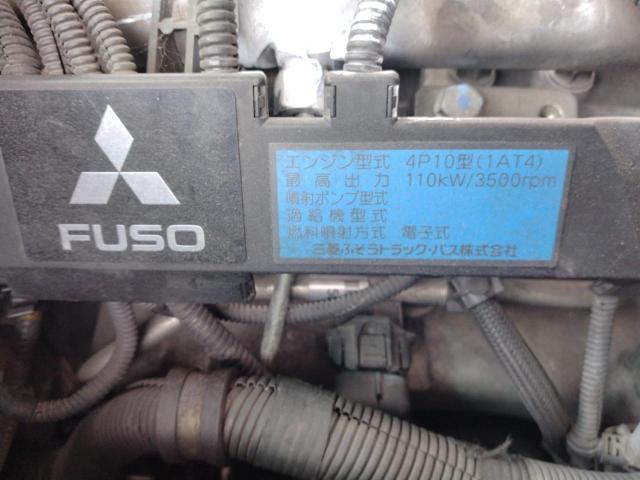 FUSO
エンジン型式 4P10型(1AT4)
最高出力 110kW/3500rpm
噴射ポンプ型式
過給機型式
燃料噴射方式 電子式
三菱ふそうトラック・バス株式会社